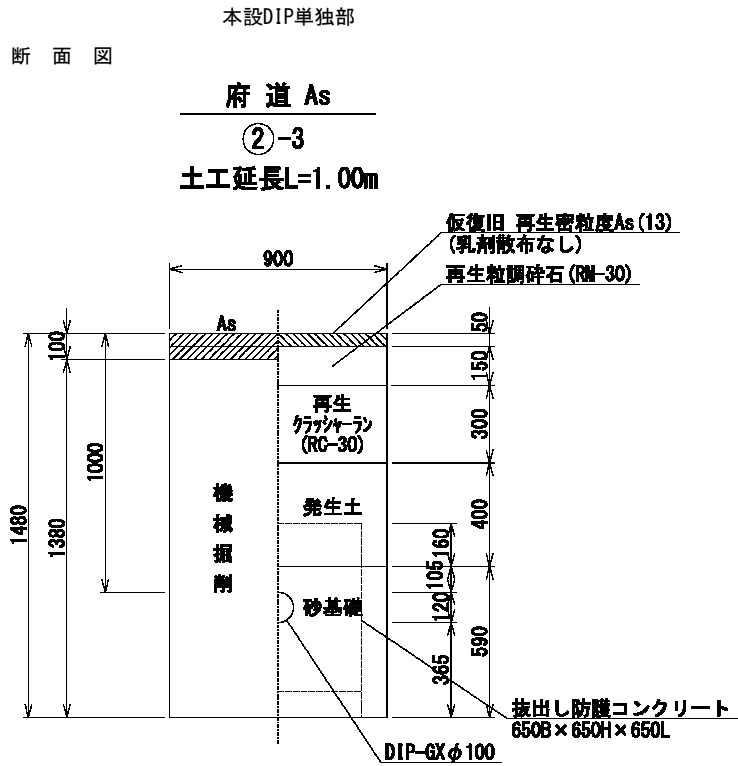 本設DIP単独部
断 面 図
府 道 As
②-3
土工延長L=1.00m
仮復旧 再生密粒度As(13)
(乳剤散布なし)
再生粒調砕石(RM-30)
900
As
100
1000
1380
1480
50
150
300
400
590
160
105
120
365
再生
クラッシャーラン
(RC-30)
機
械
掘
削
発生土
砂基礎
抜出し防護コンクリート
650B×650H×650L
DIP-GXφ100